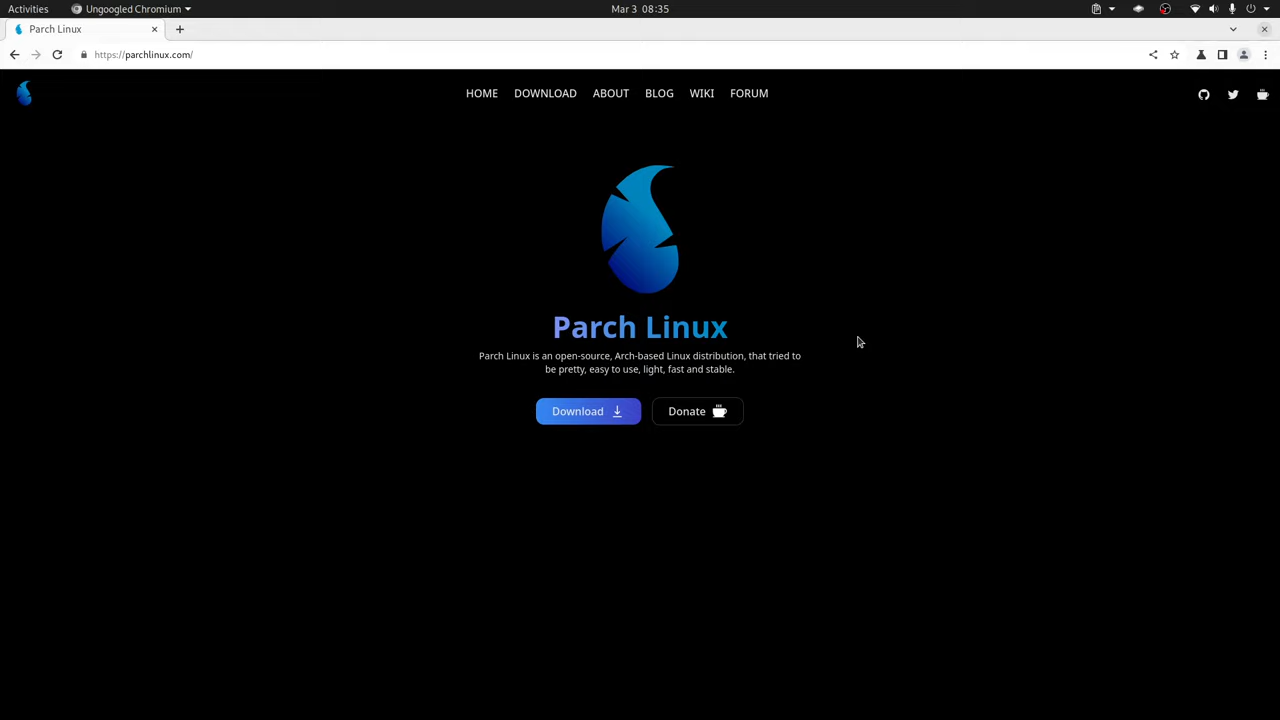 Activities
Ungoogled Chromium
Mar 3 08:35
Parch Linux
https://parchlinux.com/
HOME
DOWNLOAD
ABOUT
BLOG
WIKI
FORUM
Parch Linux
Parch Linux is an open-source, Arch-based Linux distribution, that tried to
be pretty, easy to use, light, fast and stable.
Download
Donate